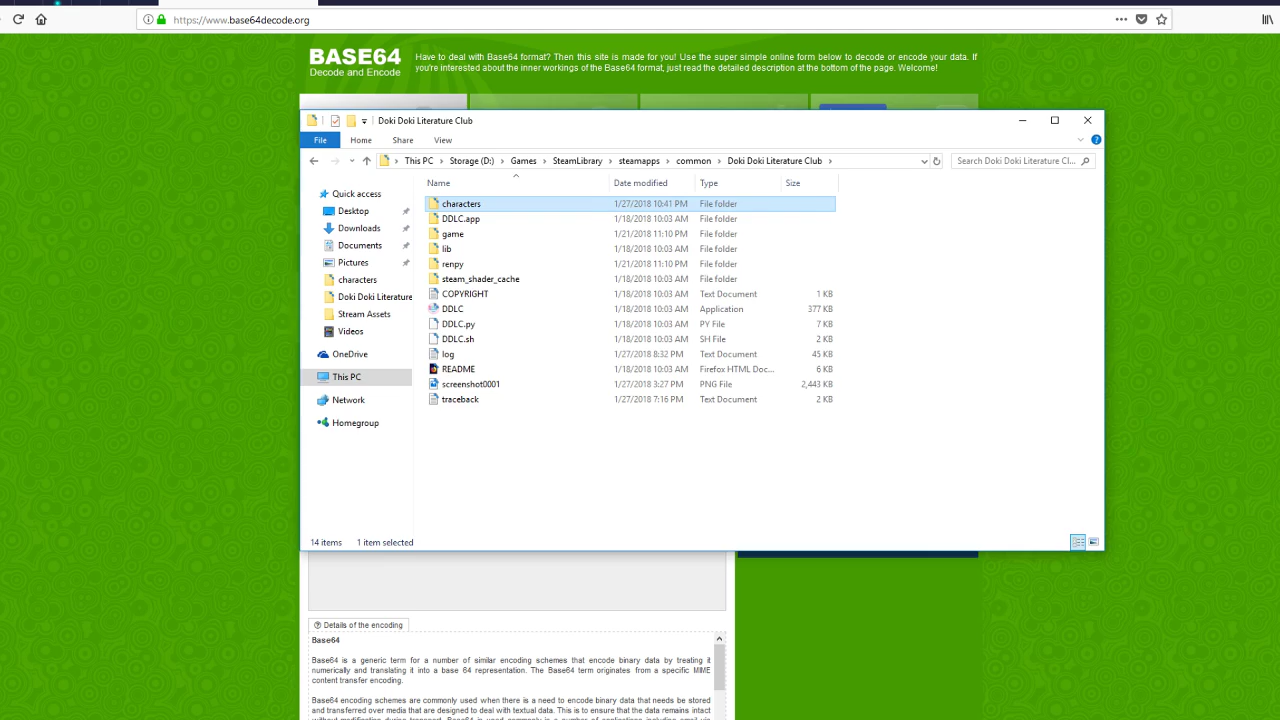 https://www.base64decode.org
BASE64
Decode and Encode
Have to deal with Base64 format? Then this site is made for you! Use the super simple online form below to decode or encode your data. If
you're interested about the inner workings of the Base64 format, just read the detailed description at the bottom of the page. Welcome!
Doki Doki Literature Club
File Home Share View
This PC Storage (D:) Games SteamLibrary steamapps common Doki Doki Literature Club
Search Doki Doki Literature Cl...
Name Date modified Type Size
Quick access
Desktop
Downloads
Documents
Pictures
characters
Doki Doki Literature
Stream Assets
Videos
OneDrive
This PC
Network
Homegroup
characters 1/27/2018 10:41 PM File folder
DDLC.app 1/18/2018 10:03 AM File folder
game 1/21/2018 11:10 PM File folder
lib 1/18/2018 10:03 AM File folder
renpy 1/21/2018 11:10 PM File folder
steam_shader_cache 1/18/2018 10:03 AM File folder
COPYRIGHT 1/18/2018 10:03 AM Text Document 1 KB
DDLC 1/18/2018 10:03 AM Application 377 KB
DDLC.py 1/18/2018 10:03 AM PY File 7 KB
DDLC.sh 1/18/2018 10:03 AM SH File 2 KB
log 1/27/2018 8:32 PM Text Document 45 KB
README 1/18/2018 10:03 AM Firefox HTML Doc... 6 KB
screenshot0001 1/27/2018 3:27 PM PNG File 2,443 KB
traceback 1/27/2018 7:16 PM Text Document 2 KB
14 items 1 item selected
Details of the encoding
Base64
Base64 is a generic term for a number of similar encoding schemes that encode binary data by treating it
numerically and translating it into a base 64 representation. The Base64 term originates from a specific MIME
content transfer encoding.
Base64 encoding schemes are commonly used when there is a need to encode binary data that needs be stored
and transferred over media that are designed to deal with textual data. This is to ensure that the data remains intact